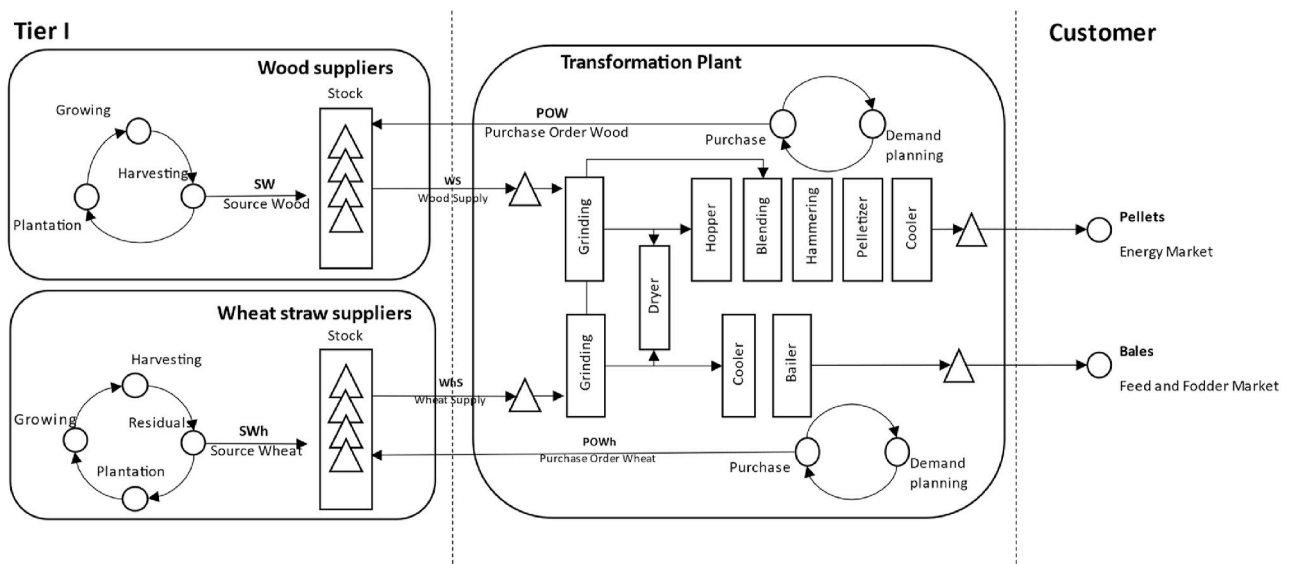 Tier I
Customer
Wood suppliers
Stock
Growing
Harvesting
Plantation
SW
Source Wood
Transformation Plant
POW
Purchase Order Wood
Purchase
Demand
planning
WS
Wood Supply
Grinding
Hopper
Blending
Hammering
Pelletizer
Cooler
Dryer
Pellets
Energy Market
Wheat straw suppliers
Stock
Harvesting
Growing
Residuals
Plantation
SWh
Source Wheat
WhS
Wheat Supply
Grinding
Cooler
Bailer
Bales
Feed and Fodder Market
POWh
Purchase Order Wheat
Purchase
Demand
planning